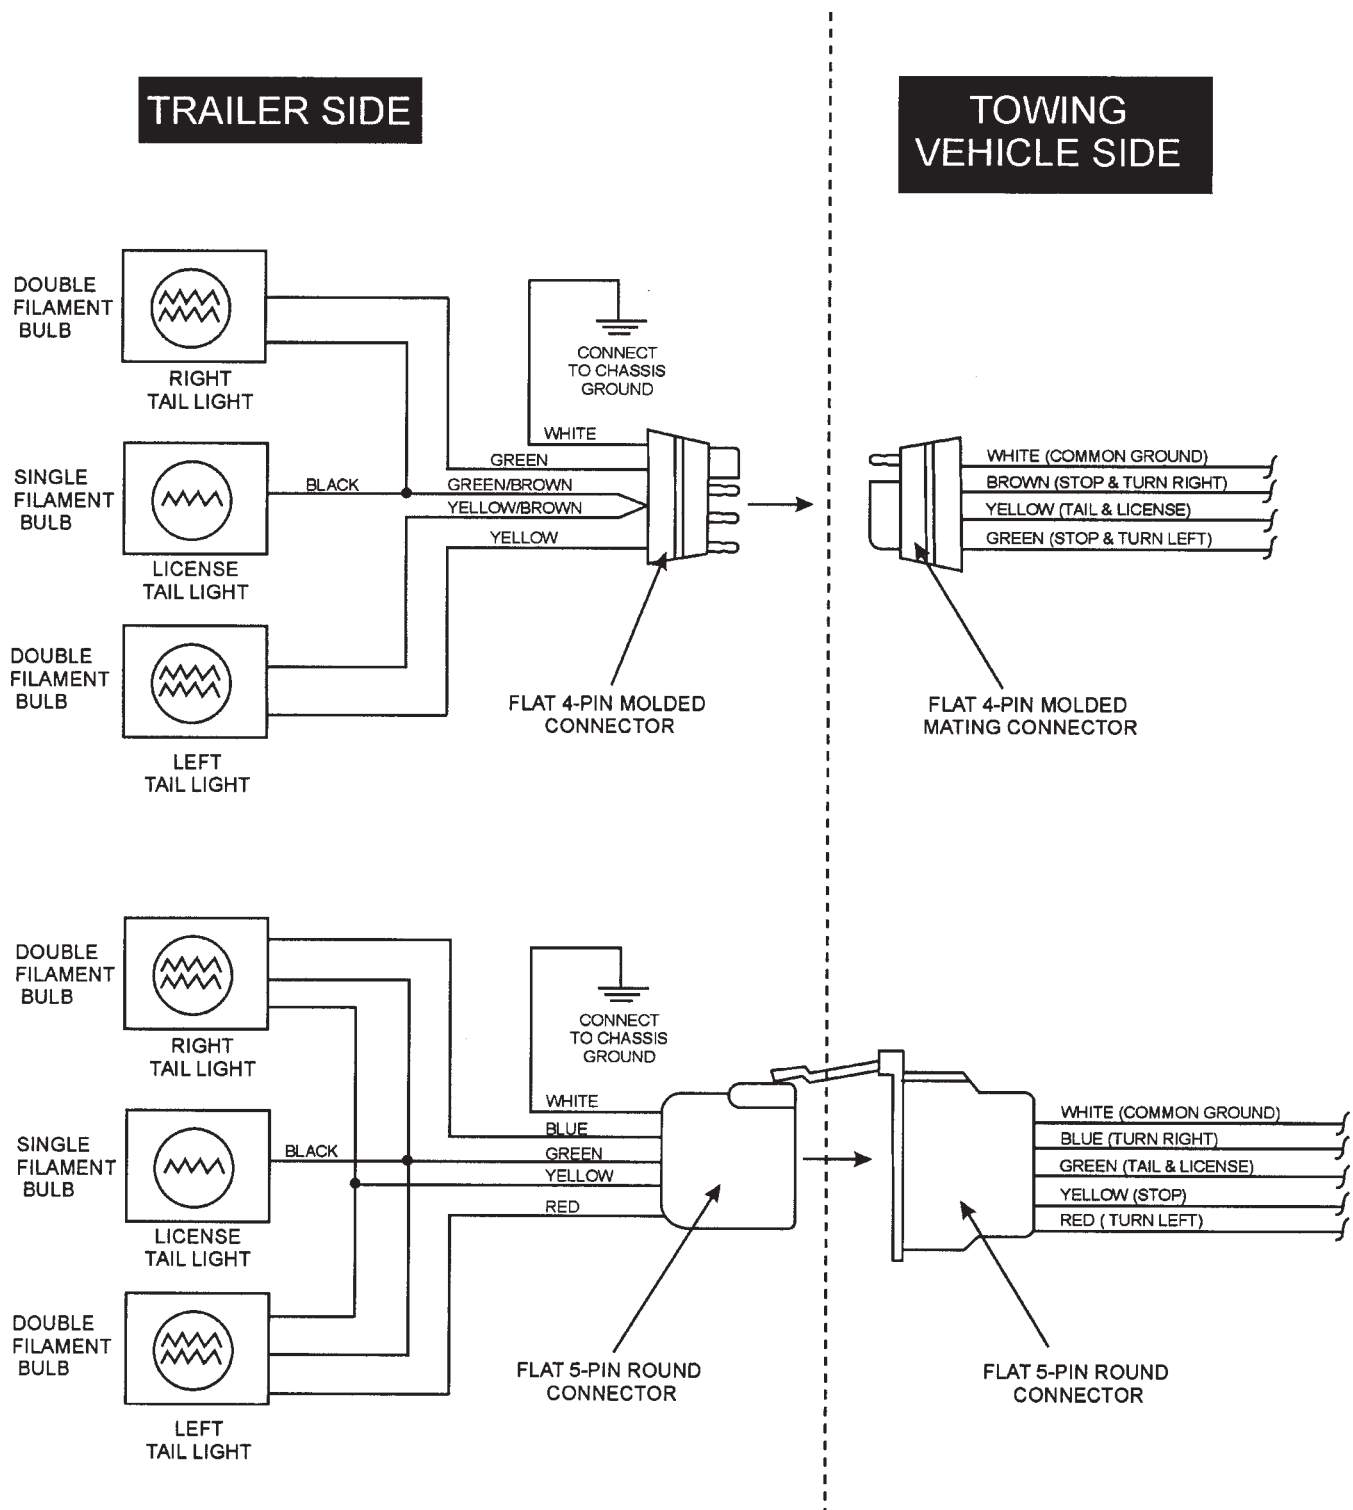 TRAILER SIDE
TOWING
VEHICLE SIDE
DOUBLE
FILAMENT
BULB
RIGHT
TAIL LIGHT
CONNECT
TO CHASSIS
GROUND
WHITE
GREEN
SINGLE
FILAMENT
BULB
BLACK
GREEN/BROWN
YELLOW/BROWN
YELLOW
LICENSE
TAIL LIGHT
WHITE (COMMON GROUND)
BROWN (STOP & TURN RIGHT)
YELLOW (TAIL & LICENSE)
GREEN (STOP & TURN LEFT)
DOUBLE
FILAMENT
BULB
LEFT
TAIL LIGHT
FLAT 4-PIN MOLDED
CONNECTOR
FLAT 4-PIN MOLDED
MATING CONNECTOR
DOUBLE
FILAMENT
BULB
RIGHT
TAIL LIGHT
CONNECT
TO CHASSIS
GROUND
WHITE
BLUE
SINGLE
FILAMENT
BULB
BLACK
GREEN
YELLOW
RED
LICENSE
TAIL LIGHT
WHITE (COMMON GROUND)
BLUE (TURN RIGHT)
GREEN (TAIL & LICENSE)
YELLOW (STOP)
RED ( TURN LEFT)
DOUBLE
FILAMENT
BULB
LEFT
TAIL LIGHT
FLAT 5-PIN ROUND
CONNECTOR
FLAT 5-PIN ROUND
CONNECTOR